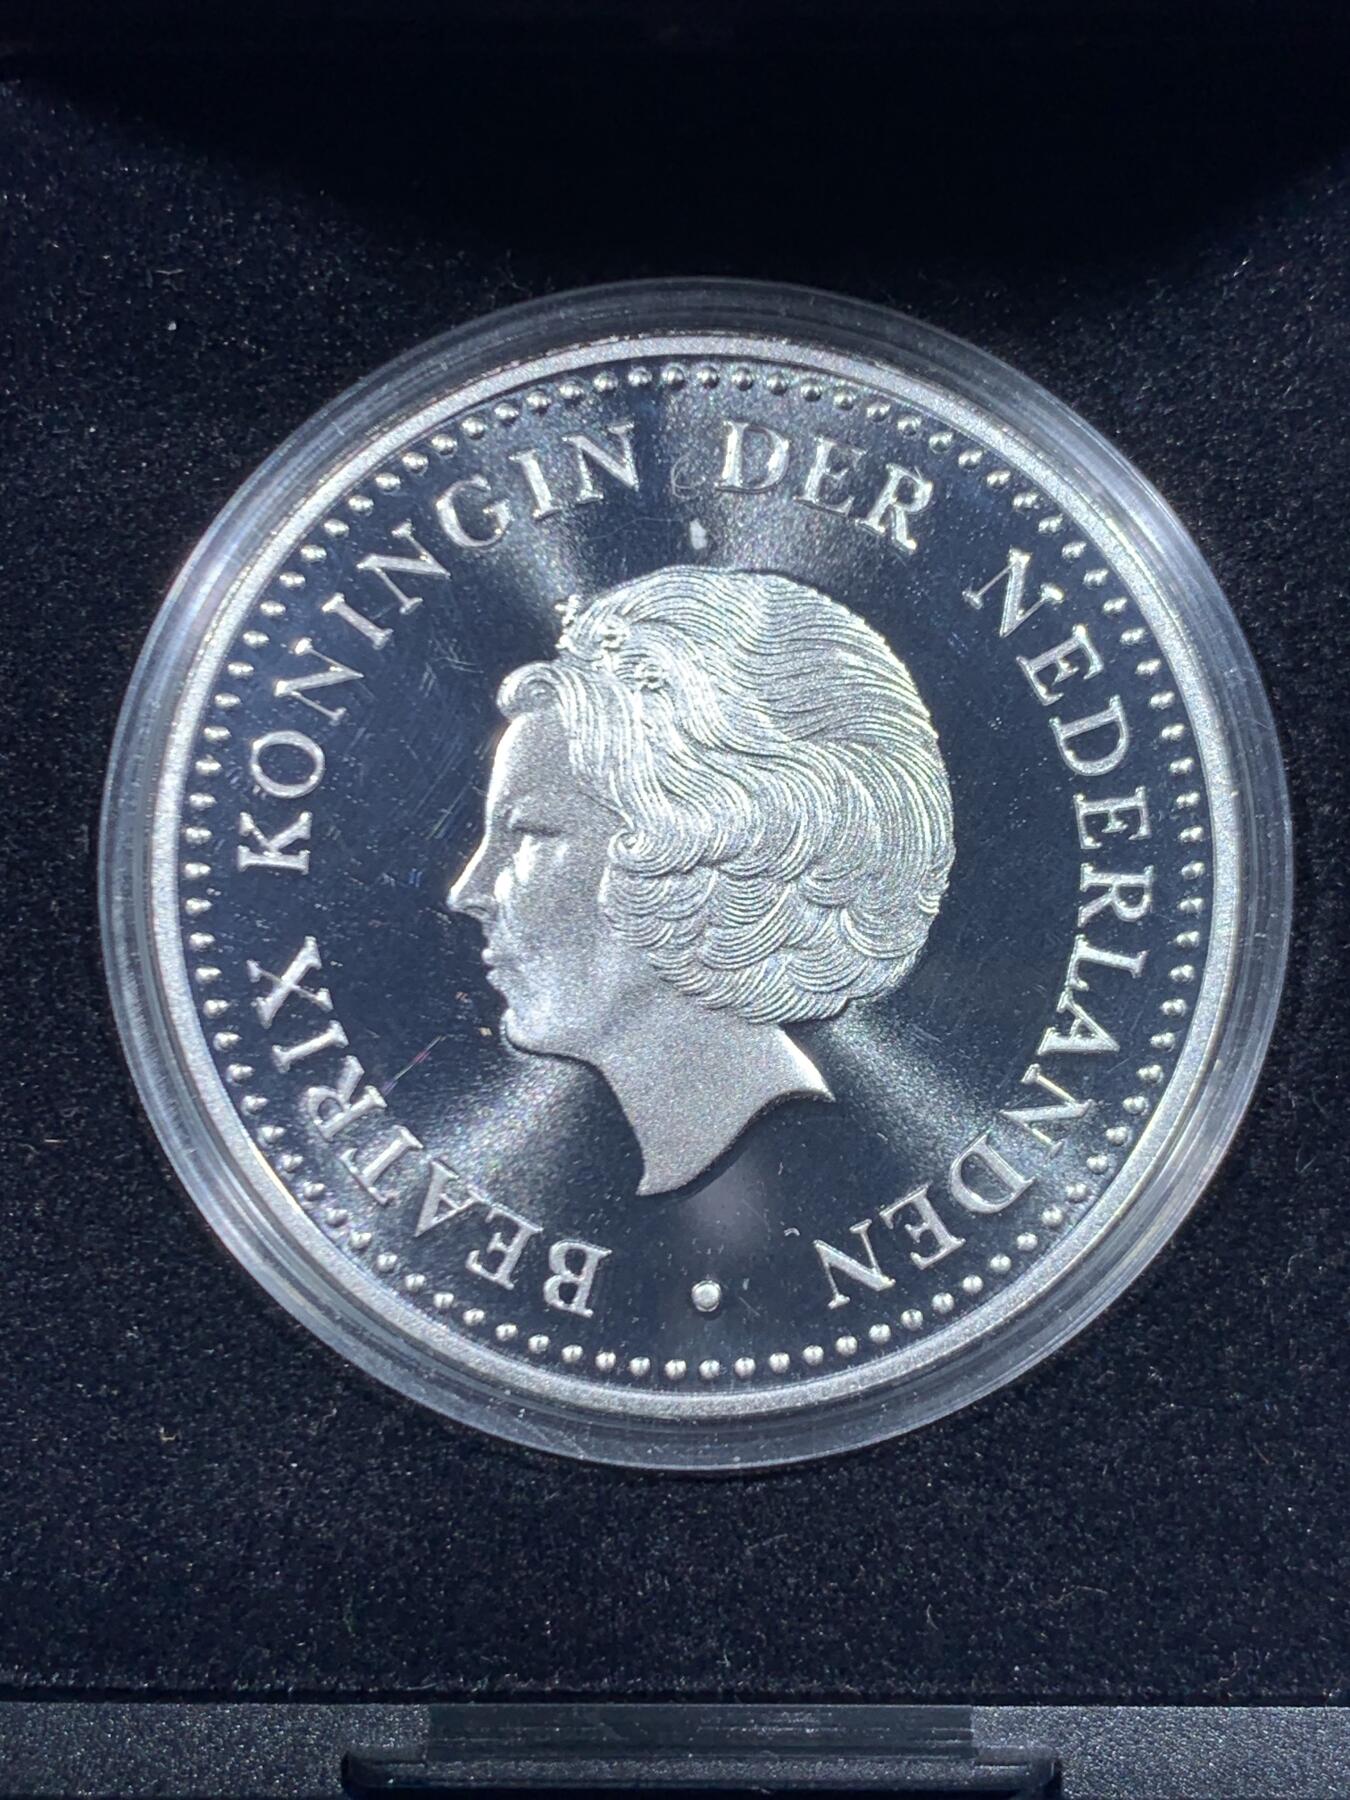 BEATRIX KONINGIN DER NEDERLANDEN •